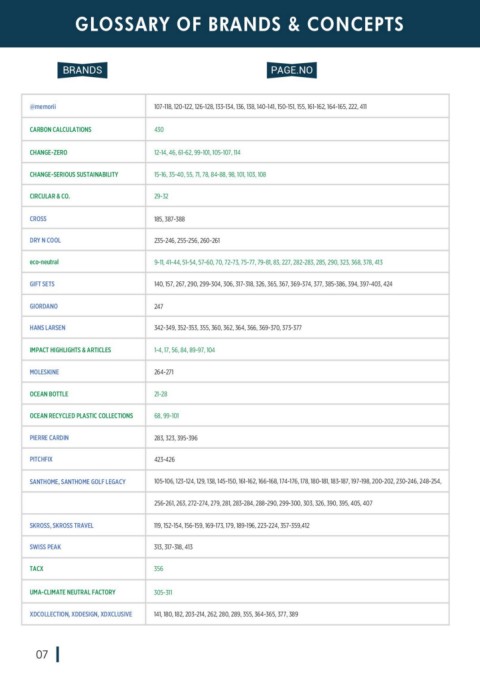 GLOSSARY OF BRANDS & CONCEPTS
BRANDS PAGE.NO
@memorii 107-118, 120-122, 126-128, 133-134, 136, 138, 140-141, 150-151, 155, 161-162, 164-165, 222, 411
CARBON CALCULATIONS 430
CHANGE-ZERO 12-14, 46, 61-62, 99-101, 105-107, 114
CHANGE-SERIOUS SUSTAINABILITY 15-16, 35-40, 55, 71, 78, 84-88, 98, 101, 103, 108
CIRCULAR & CO. 29-32
CROSS 185, 387-388
DRY N COOL 235-246, 255-256, 260-261
eco-neutral 9-11, 41-44, 51-54, 57-60, 70, 72-73, 75-77, 79-81, 83, 227, 282-283, 285, 290, 323, 368, 378, 413
GIFT SETS 140, 157, 267, 290, 299-304, 306, 317-318, 326, 365, 367, 369-374, 377, 385-386, 394, 397-403, 424
GIORDANO 247
HANS LARSEN 342-349, 352-353, 355, 360, 362, 364, 366, 369-370, 373-377
IMPACT HIGHLIGHTS & ARTICLES 1-4, 17, 56, 84, 89-97, 104
MOLESKINE 264-271
OCEAN BOTTLE 21-28
OCEAN RECYCLED PLASTIC COLLECTIONS 68, 99-101
PIERRE CARDIN 283, 323, 395-396
PITCHFIX 423-426
SANTHOME, SANTHOME GOLF LEGACY 105-106, 123-124, 129, 138, 145-150, 161-162, 166-168, 174-176, 178, 180-181, 183-187, 197-198, 200-202, 230-246, 248-254,
256-261, 263, 272-274, 279, 281, 283-284, 288-290, 299-300, 303, 326, 390, 395, 405, 407
SKROSS, SKROSS TRAVEL 119, 152-154, 156-159, 169-173, 179, 189-196, 223-224, 357-359,412
SWISS PEAK 313, 317-318, 413
TACX 356
UMA-CLIMATE NEUTRAL FACTORY 305-311
XDCOLLECTION, XDDESIGN, XDXCLUSIVE 141, 180, 182, 203-214, 262, 280, 289, 355, 364-365, 377, 389
07